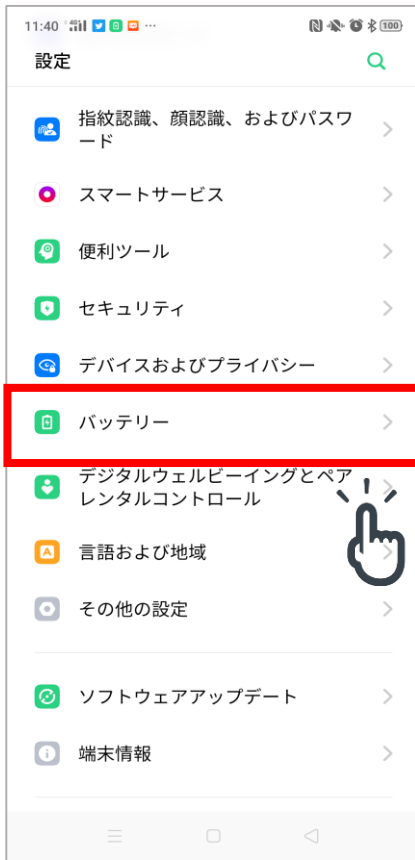 11:40
100
設定
指紋認識、顔認識、およびパスワ
ード
スマートサービス
便利ツール
セキュリティ
デバイスおよびプライバシー
バッテリー
デジタルウェルビーイングとペア
レンタルコントロール
A
言語および地域
その他の設定
ソフトウェアアップデート
端末情報